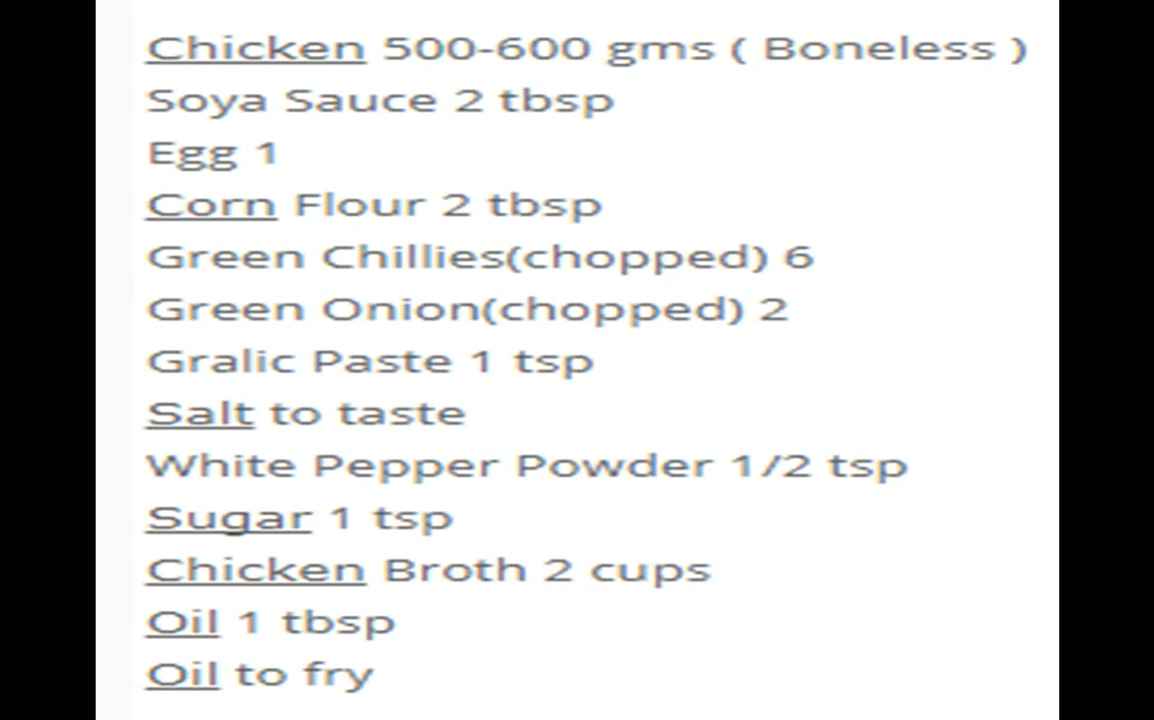 Chicken 500-600 gms ( Boneless )
Soya Sauce 2 tbsp
Egg 1
Corn Flour 2 tbsp
Green Chillies(chopped) 6
Green Onion(chopped) 2
Gralic Paste 1 tsp
Salt to taste
White Pepper Powder 1/2 tsp
Sugar 1 tsp
Chicken Broth 2 cups
Oil 1 tbsp
Oil to fry